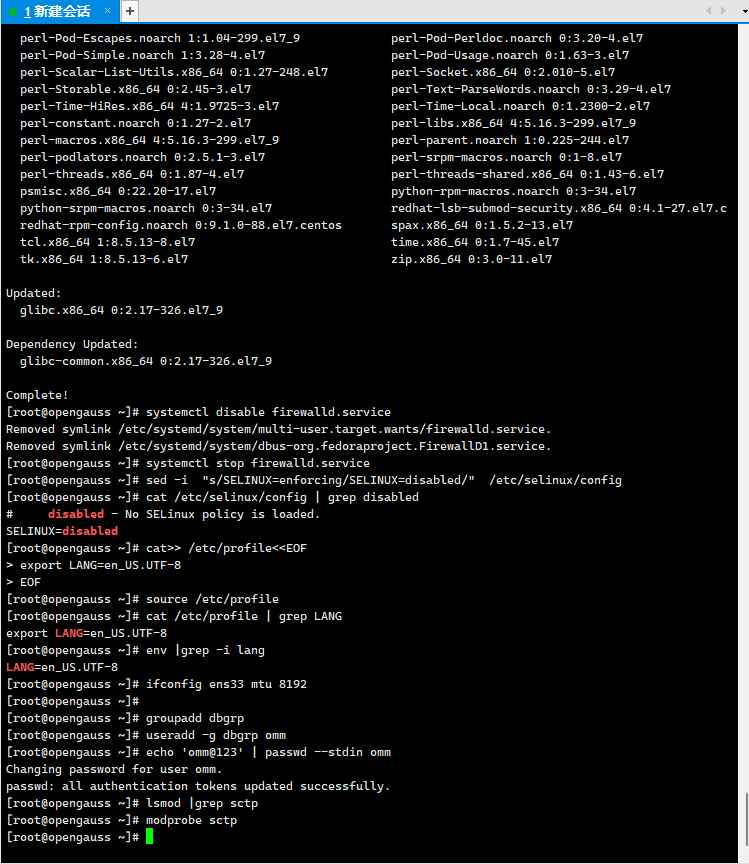 1 新建会话 × +
perl-Pod-Escapes.noarch 1:1.04-299.el7_9 perl-Pod-Perldoc.noarch 0:3.20-4.el7
perl-Pod-Simple.noarch 1:3.28-4.el7 perl-Pod-Usage.noarch 0:1.63-3.el7
perl-Scalar-List-Utils.x86_64 0:1.27-248.el7 perl-Socket.x86_64 0:2.010-5.el7
perl-Storable.x86_64 0:2.45-3.el7 perl-Text-ParseWords.noarch 0:3.29-4.el7
perl-Time-HiRes.x86_64 4:1.9725-3.el7 perl-Time-Local.noarch 0:1.2300-2.el7
perl-constant.noarch 0:1.27-2.el7 perl-libs.x86_64 4:5.16.3-299.el7_9
perl-macros.x86_64 4:5.16.3-299.el7_9 perl-parent.noarch 1:0.225-244.el7
perl-podlators.noarch 0:2.5.1-3.el7 perl-srpm-macros.noarch 0:1-8.el7
perl-threads.x86_64 0:1.87-4.el7 perl-threads-shared.x86_64 0:1.43-6.el7
psmisc.x86_64 0:22.20-17.el7 python-rpm-macros.noarch 0:3-34.el7
python-srpm-macros.noarch 0:3-34.el7 redhat-lsb-submod-security.x86_64 0:4.1-27.el7.c
redhat-rpm-config.noarch 0:9.1.0-88.el7.centos spax.x86_64 0:1.5.2-13.el7
tcl.x86_64 1:8.5.13-8.el7 time.x86_64 0:1.7-45.el7
tk.x86_64 1:8.5.13-6.el7 zip.x86_64 0:3.0-11.el7
Updated:
glibc.x86_64 0:2.17-326.el7_9
Dependency Updated:
glibc-common.x86_64 0:2.17-326.el7_9
Complete!
[root@opengauss ~]# systemctl disable firewalld.service
Removed symlink /etc/systemd/system/multi-user.target.wants/firewalld.service.
Removed symlink /etc/systemd/system/dbus-org.fedoraproject.FirewallD1.service.
[root@opengauss ~]# systemctl stop firewalld.service
[root@opengauss ~]# sed -i  "s/SELINUX=enforcing/SELINUX=disabled/"  /etc/selinux/config
[root@opengauss ~]# cat /etc/selinux/config | grep disabled
#     disabled - No SELinux policy is loaded.
SELINUX=disabled
[root@opengauss ~]# cat>> /etc/profile<<EOF
> export LANG=en_US.UTF-8
> EOF
[root@opengauss ~]# source /etc/profile
[root@opengauss ~]# cat /etc/profile | grep LANG
export LANG=en_US.UTF-8
[root@opengauss ~]# env |grep -i lang
LANG=en_US.UTF-8
[root@opengauss ~]# ifconfig ens33 mtu 8192
[root@opengauss ~]#
[root@opengauss ~]# groupadd dbgrp
[root@opengauss ~]# useradd -g dbgrp omm
[root@opengauss ~]# echo 'omm@123' | passwd --stdin omm
Changing password for user omm.
passwd: all authentication tokens updated successfully.
[root@opengauss ~]# lsmod |grep sctp
[root@opengauss ~]# modprobe sctp
[root@opengauss ~]#